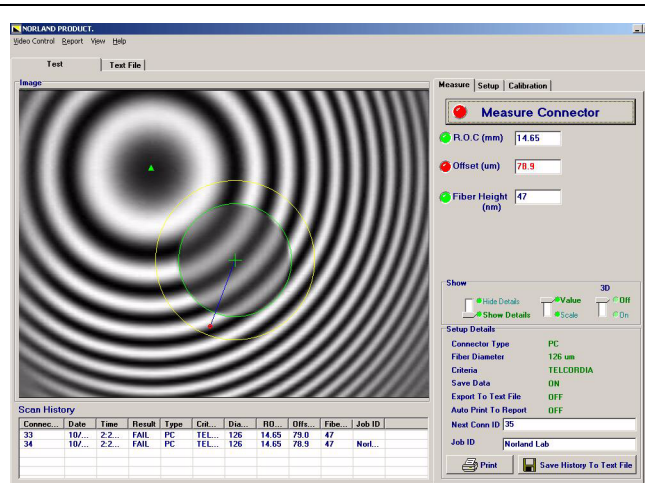 NORLAND PRODUCT.
Video Control Report View Help
Test Text File
Image
Measure Setup Calibration
Measure Connector
R.O.C (mm) 14.65
Offset (um) 78.9
Fiber Height 47
(nm)
Show 3D
Hide Details Value Off
Show Details Scale On
Setup Details
Connector Type PC
Fiber Diameter 126 um
Criteria TELCORDIA
Save Data ON
Export To Text File OFF
Auto Print To Report OFF
Next Conn ID 35
Job ID Norland Lab
Print Save History To Text File
Scan History
Connec... Date Time Result Type Crit... Dia... RO... Offs... Fibe... Job ID
33 10/... 2:2... FAIL PC TEL... 126 14.65 79.0 47
34 10/... 2:2... FAIL PC TEL... 126 14.65 78.9 47 Norl...